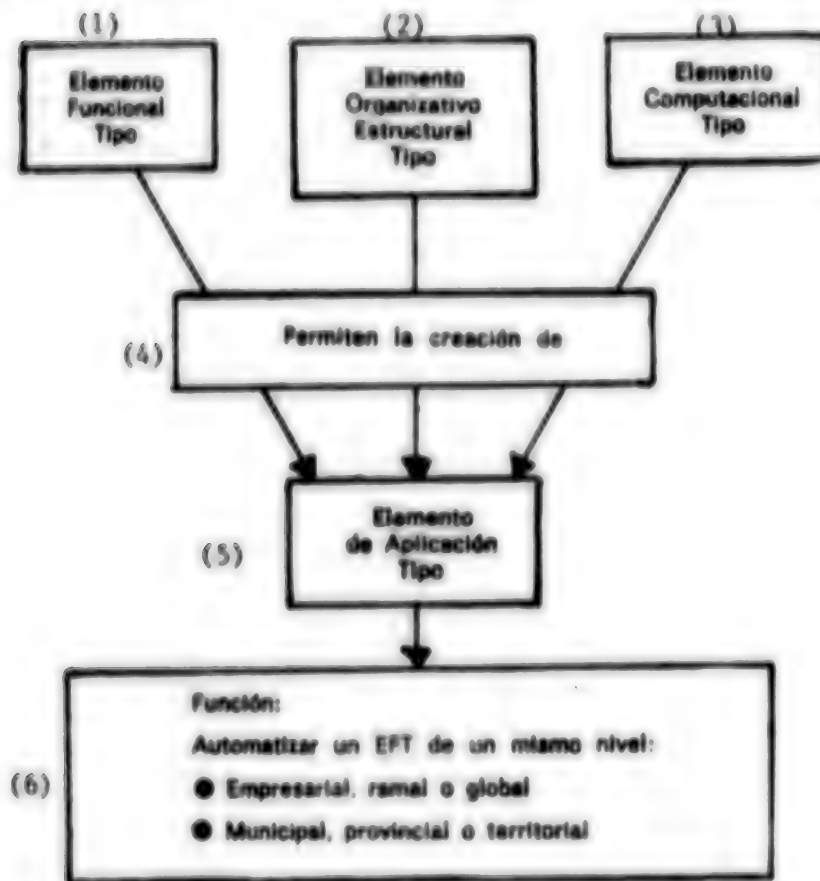 (1)
(2)
(3)
Elemento
Funcional
Tipo
Elemento
Organizativo
Estructural
Tipo
Elemento
Computacional
Tipo
(4)
Permiten la creación de
(5)
Elemento
de Aplicación
Tipo
(6)
Función:
Automatizar un EFT de un mismo nivel:
● Empresarial, ramal o global
● Municipal, provincial o territorial